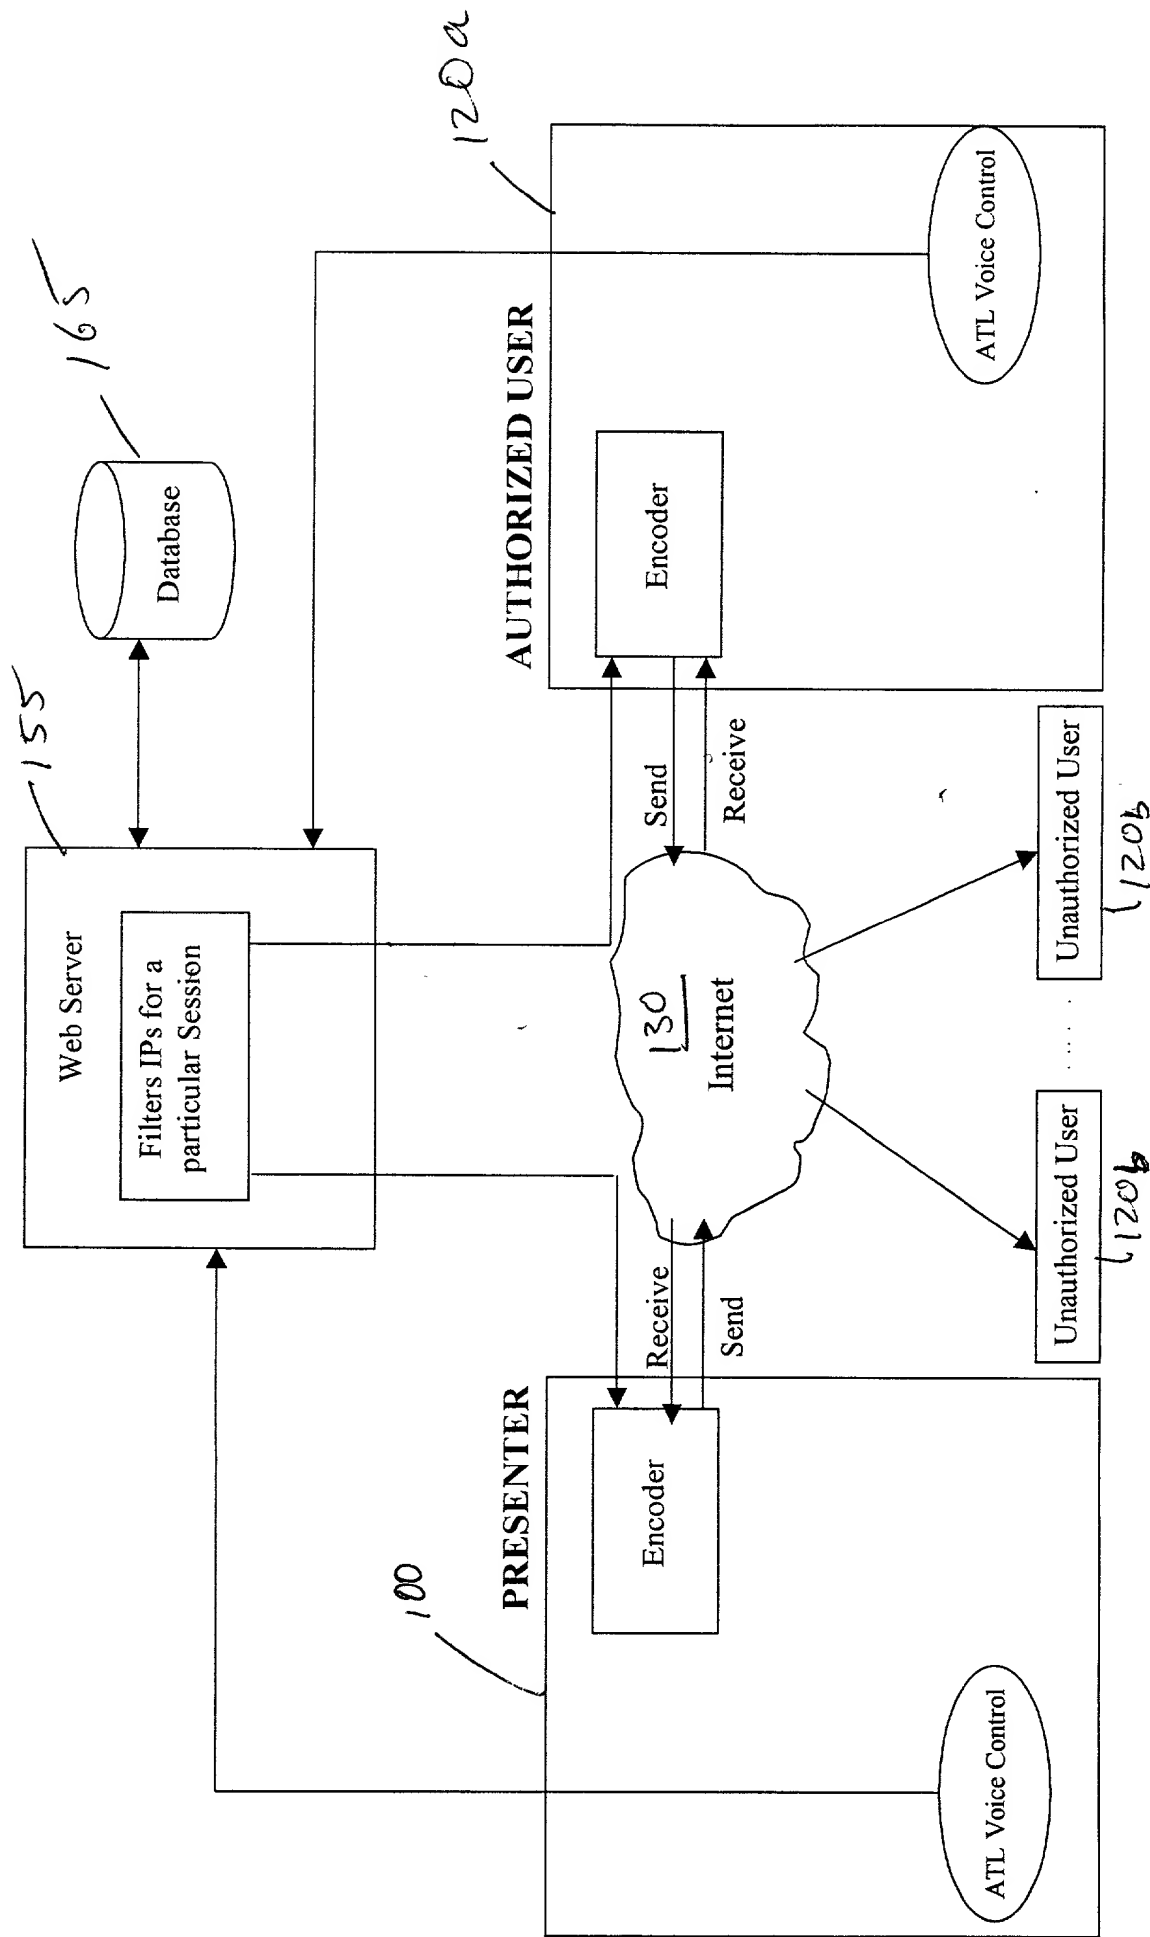 155
165
Web Server
Filters IPs for a
particular Session
Database
120a
100
PRESENTER
AUTHORIZED USER
Encoder
Receive
Send
130
Internet
Send
Receive
Encoder
ATL Voice Control
Unauthorized User
120b
.....
Unauthorized User
120b
ATL Voice Control